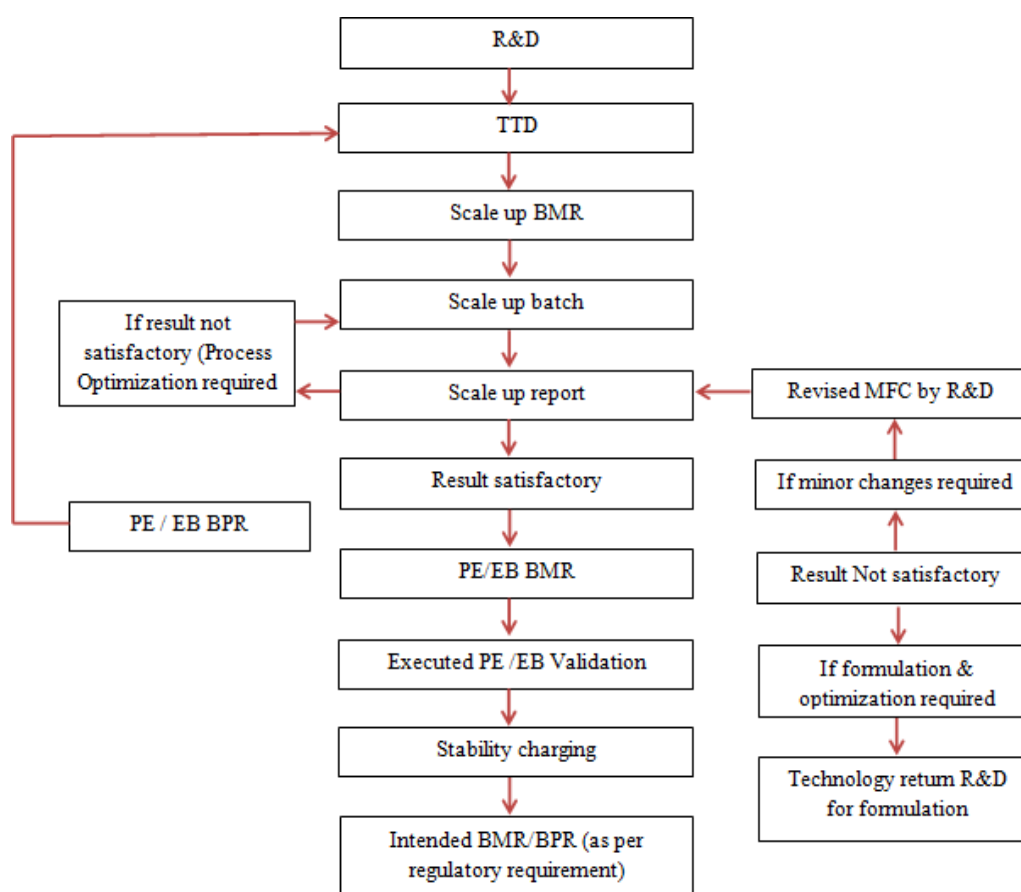 R&D
TTD
Scale up BMR
Scale up batch
If result not
satisfactory (Process
Optimization required
Scale up report
Revised MFC by R&D
Result satisfactory
If minor changes required
PE / EB BPR
PE/EB BMR
Result Not satisfactory
Executed PE /EB Validation
If formulation &
optimization required
Stability charging
Technology return R&D
for formulation
Intended BMR/BPR (as per
regulatory requirement)